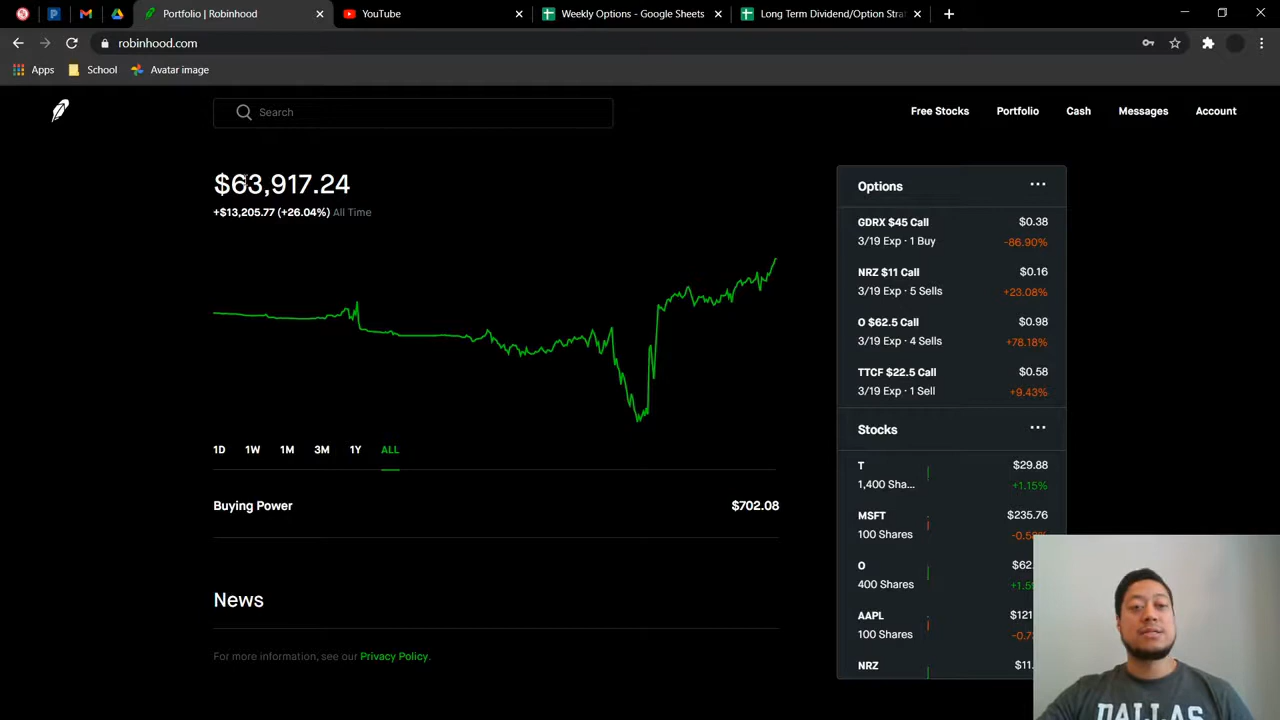 Portfolio | Robinhood
YouTube
Weekly Options - Google Sheets
Long Term Dividend/Option Stra
robinhood.com
Apps
School
Avatar image
Search
Free Stocks
Portfolio
Cash
Messages
Account
$63,917.24
+$13,205.77 (+26.04%) All Time
1D 1W 1M 3M 1Y ALL
Buying Power $702.08
News
For more information, see our Privacy Policy.
Options
GDRX $45 Call $0.38
3/19 Exp · 1 Buy -86.90%
NRZ $11 Call $0.16
3/19 Exp · 5 Sells +23.08%
O $62.5 Call $0.98
3/19 Exp · 4 Sells +78.18%
TTCF $22.5 Call $0.58
3/19 Exp · 1 Sell +9.43%
Stocks
T $29.88
1,400 Sha... +1.15%
MSFT $235.76
100 Shares
O $62.
400 Shares
AAPL $121
100 Shares
NRZ $11.
DALLAS